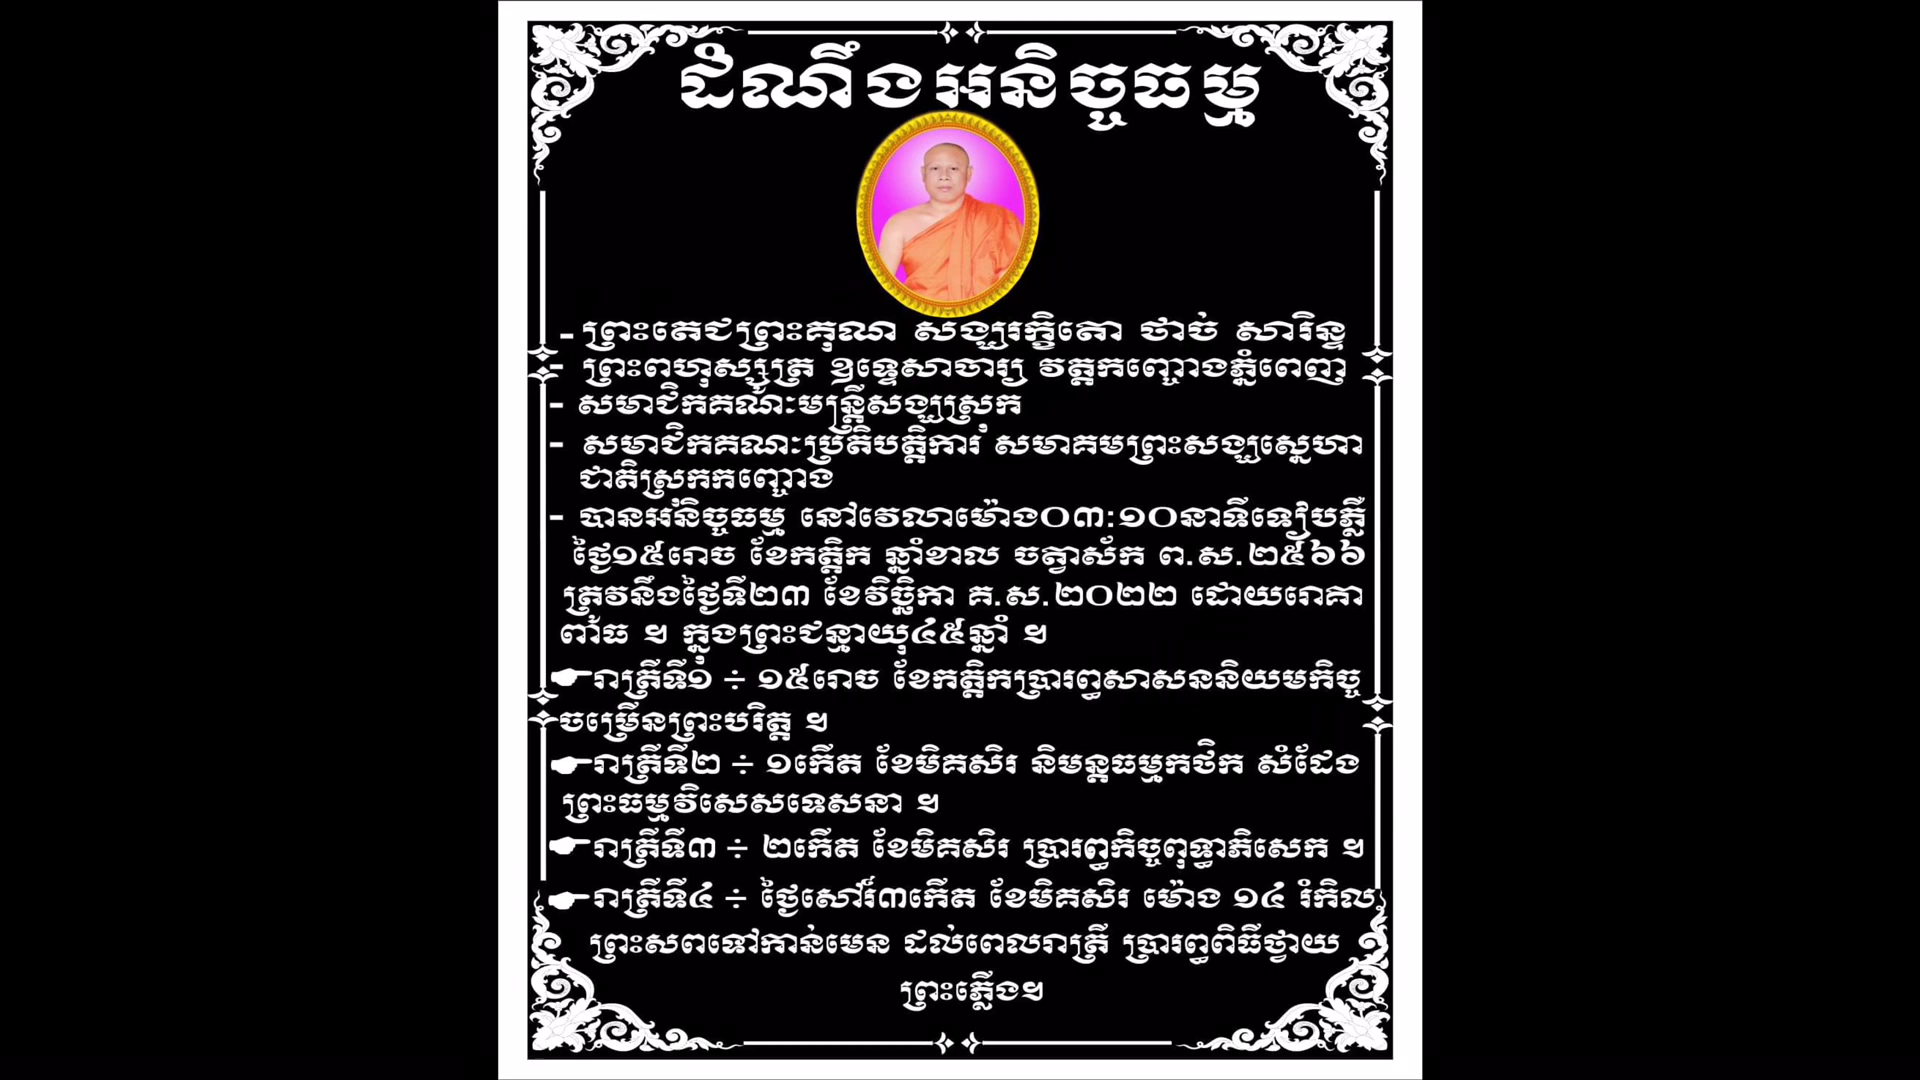 ដំណឹងអនិច្ចធម្ម
- ព្រះតេជព្រះគុណ សង្ឃរក្ខិតោ ថាច់ សារិន្ទ
- ព្រះពហុស្សូត្រ ឱទ្ទេសាចារ្យ វត្តកញ្ចោងភ្នំពេញ
- សមាជិកគណៈមន្ត្រីសង្ឃស្រុក
- សមាជិកគណៈប្រតិបត្តិការ សមាគមព្រះសង្ឃស្នេហា
ជាតិស្រុកកញ្ចោង
- បានអនិច្ចធម្ម នៅវេលាម៉ោង០៣:១០នាទីទៀបភ្លឺ
ថ្ងៃ១៥រោច ខែកត្តិក ឆ្នាំខាល ចត្វាស័ក ព.ស.២៥៦៦
ត្រូវនឹងថ្ងៃទី២៣ ខែវិច្ឆិកា គ.ស.២០២២ ដោយរោគា
ពាធ ។ ក្នុងព្រះជន្មាយុ៤៥ឆ្នាំ ។
រាត្រីទី១ ÷ ១៥រោច ខែកត្តិកប្រារព្ធសាសននិយមកិច្ច
ចម្រើនព្រះបរិត្ត ។
រាត្រីទី២ ÷ ១កើត ខែមិគសិរ និមន្តធម្មកថិក សំដែង
ព្រះធម្មវិសេសទេសនា ។
រាត្រីទី៣ ÷ ២កើត ខែមិគសិរ ប្រារព្ធកិច្ចពុទ្ធាភិសេក ។
រាត្រីទី៤ ÷ ថ្ងៃសៅរ៍៣កើត ខែមិគសិរ ម៉ោង ១៤ រំកិល
ព្រះសពទៅកាន់មេន ដល់ពេលរាត្រី ប្រារព្ធពិធីថ្វាយ
ព្រះភ្លើង។